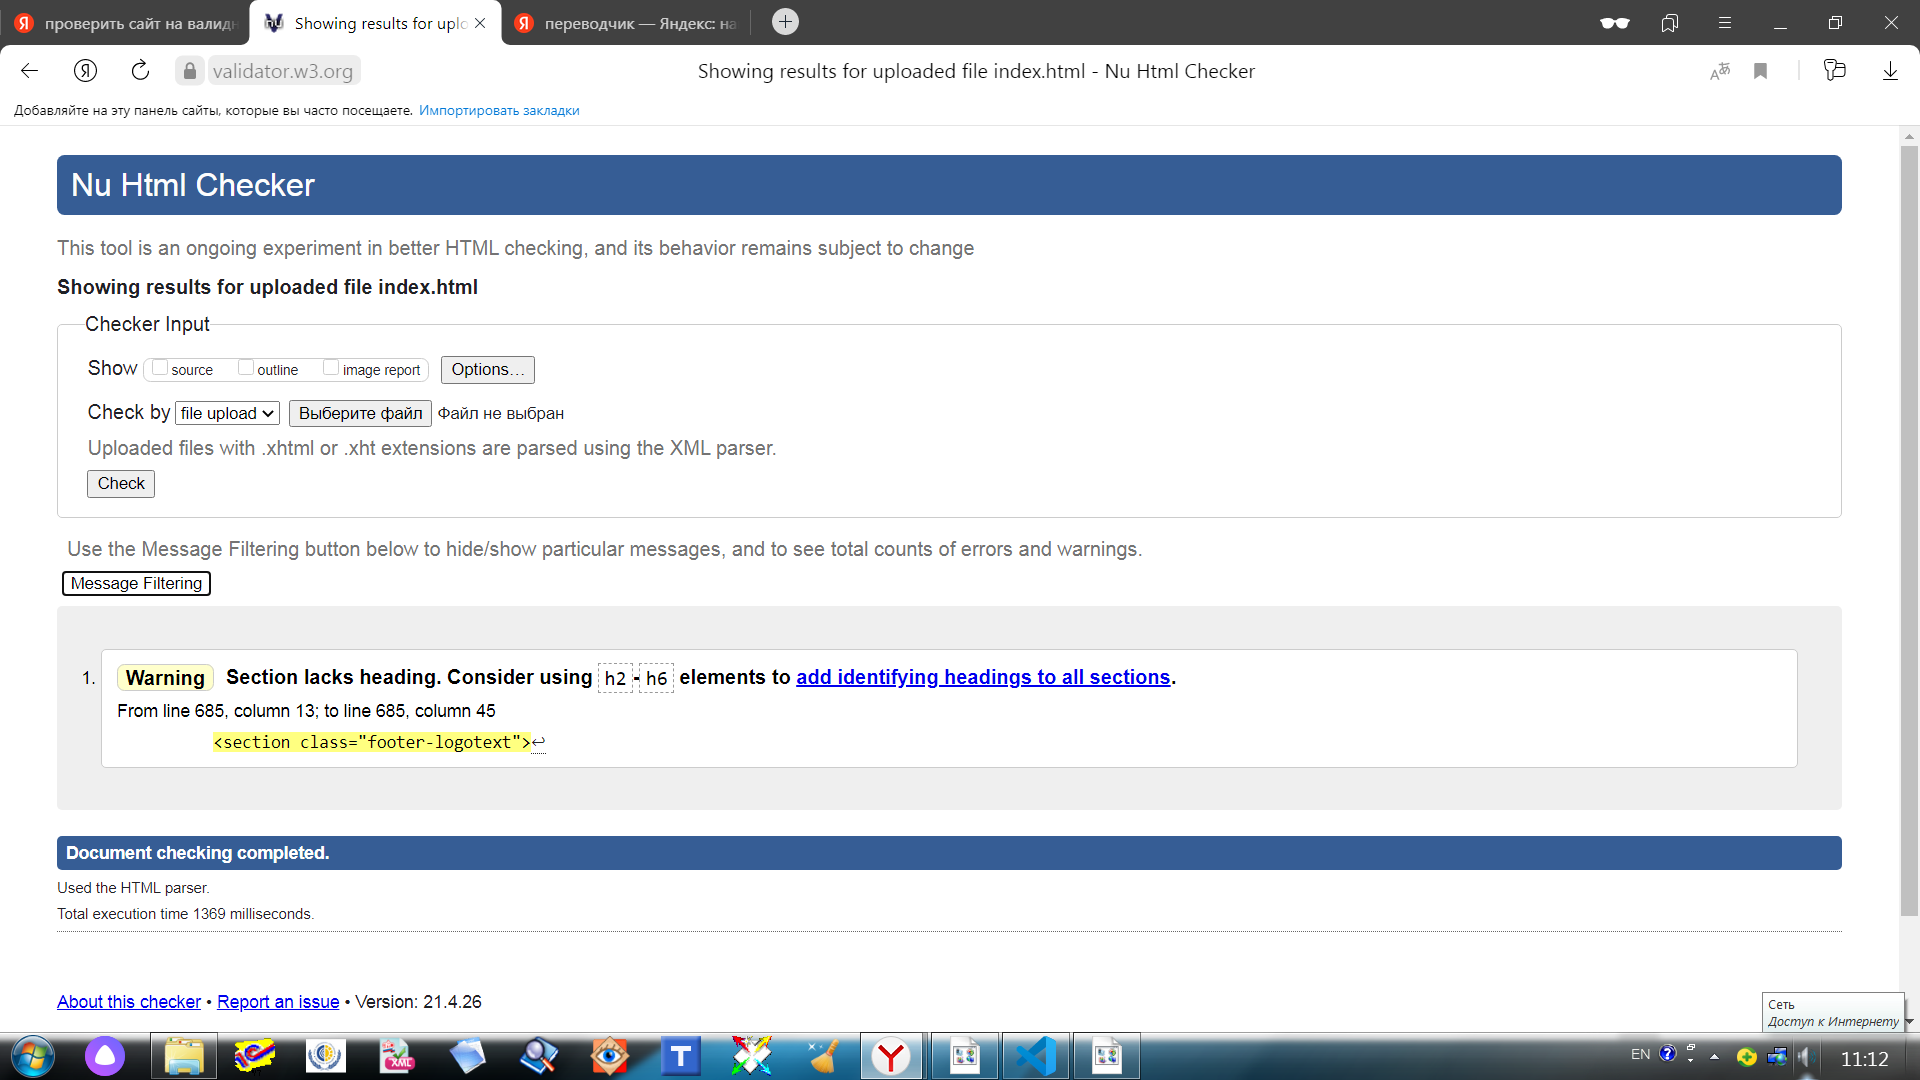 проверить сайт на валидн
Showing results for uplo
переводчик — Яндекс: на
validator.w3.org
Showing results for uploaded file index.html - Nu Html Checker
Добавляйте на эту панель сайты, которые вы часто посещаете. Импортировать закладки
Nu Html Checker
This tool is an ongoing experiment in better HTML checking, and its behavior remains subject to change
Showing results for uploaded file index.html
Checker Input
Show source outline image report Options...
Check by file upload Выберите файл Файл не выбран
Uploaded files with .xhtml or .xht extensions are parsed using the XML parser.
Check
Use the Message Filtering button below to hide/show particular messages, and to see total counts of errors and warnings.
Message Filtering
1. Warning Section lacks heading. Consider using h2-h6 elements to add identifying headings to all sections.
From line 685, column 13; to line 685, column 45
<section class="footer-logotext">↩
Document checking completed.
Used the HTML parser.
Total execution time 1369 milliseconds.
About this checker • Report an issue • Version: 21.4.26
Сеть
Доступ к Интернету
EN
11:12